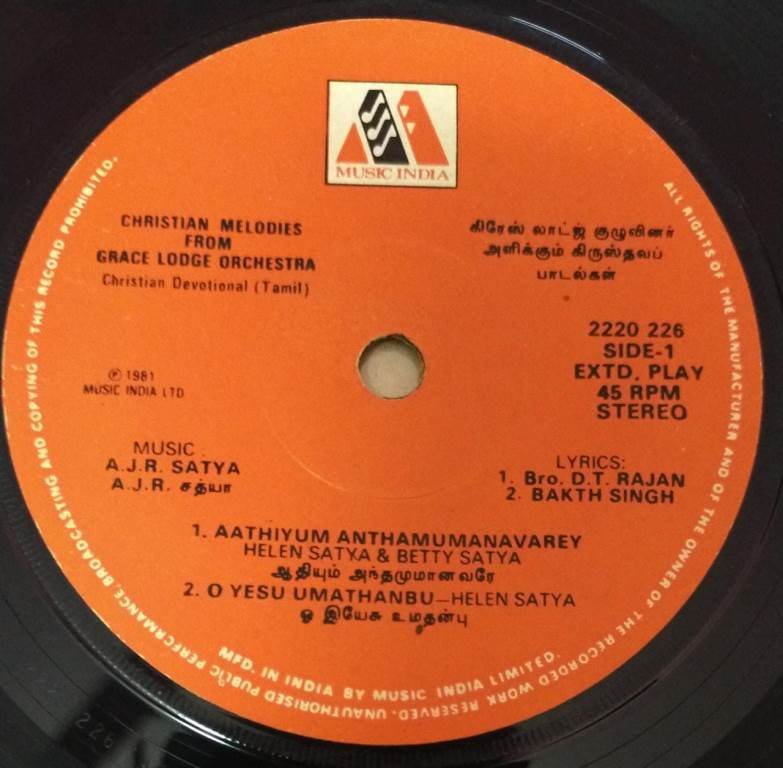 MUSIC INDIA
CHRISTIAN MELODIES
FROM
GRACE LODGE ORCHESTRA
Christian Devotional (Tamil)
கிரேஸ் லாட்ஜ் குழுவினர்
அளிக்கும் கிருஸ்தவப்
பாடல்கள்
2220 226
SIDE-1
EXTD. PLAY
45 RPM
STEREO
℗ 1981
MUSIC INDIA LTD
MUSIC :
A.J.R. SATYA
A.J.R. சத்யா
LYRICS:
1. Bro. D.T. RAJAN
2. BAKTH SINGH
1. AATHIYUM ANTHAMUMANAVAREY
HELEN SATYA & BETTY SATYA
ஆதியும் அந்தமுமானவரே
2. O YESU UMATHANBU—HELEN SATYA
ஓ இயேசு உமதன்பு
MFD. IN INDIA BY MUSIC INDIA LIMITED.
ALL RIGHTS OF THE MANUFACTURER AND OF THE OWNER OF THE RECORDED WORK RESERVED. UNAUTHORISED PUBLIC PERFORMANCE, BROADCASTING AND COPYING OF THIS RECORD PROHIBITED.
226